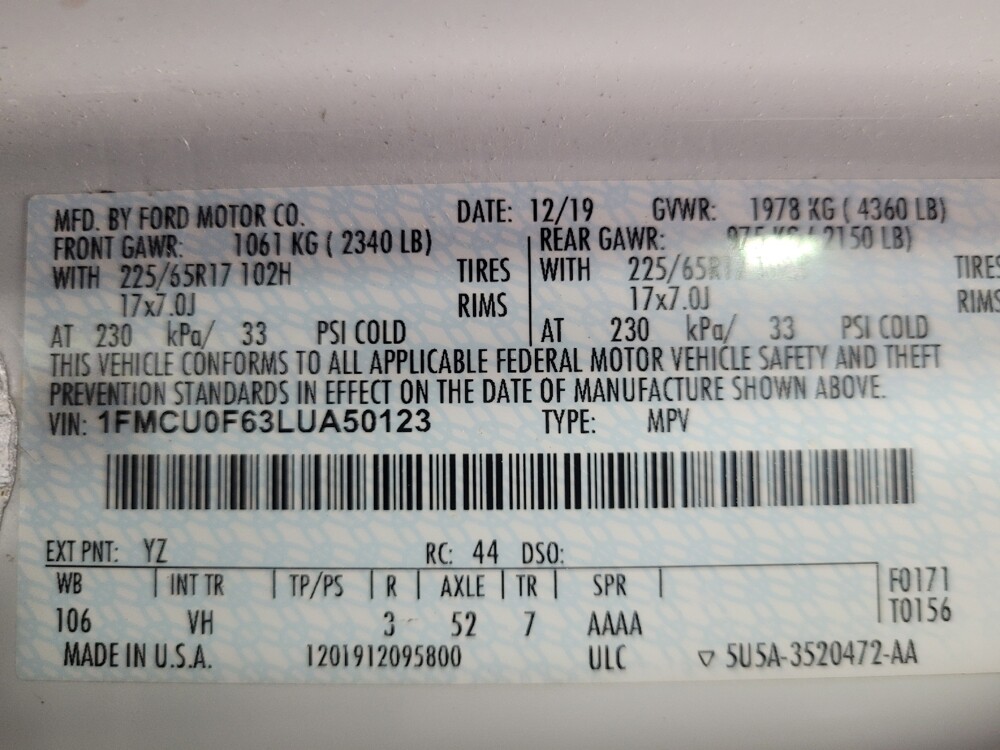 MFD. BY FORD MOTOR CO. DATE: 12/19 GVWR: 1978 KG ( 4360 LB)
FRONT GAWR: 1061 KG ( 2340 LB) REAR GAWR: 975 KG ( 2150 LB)
WITH 225/65R17 102H TIRES WITH 225/65R17 TIRES
17x7.0J RIMS 17x7.0J RIMS
AT 230 kPa/ 33 PSI COLD AT 230 kPa/ 33 PSI COLD
THIS VEHICLE CONFORMS TO ALL APPLICABLE FEDERAL MOTOR VEHICLE SAFETY AND THEFT
PREVENTION STANDARDS IN EFFECT ON THE DATE OF MANUFACTURE SHOWN ABOVE.
VIN: 1FMCU0F63LUA50123 TYPE: MPV
EXT PNT: YZ RC: 44 DSO:
WB INT TR TP/PS R AXLE TR SPR F0171
106 VH 3 52 7 AAAA T0156
MADE IN U.S.A. 1201912095800 ULC ▽ 5U5A-3520472-AA